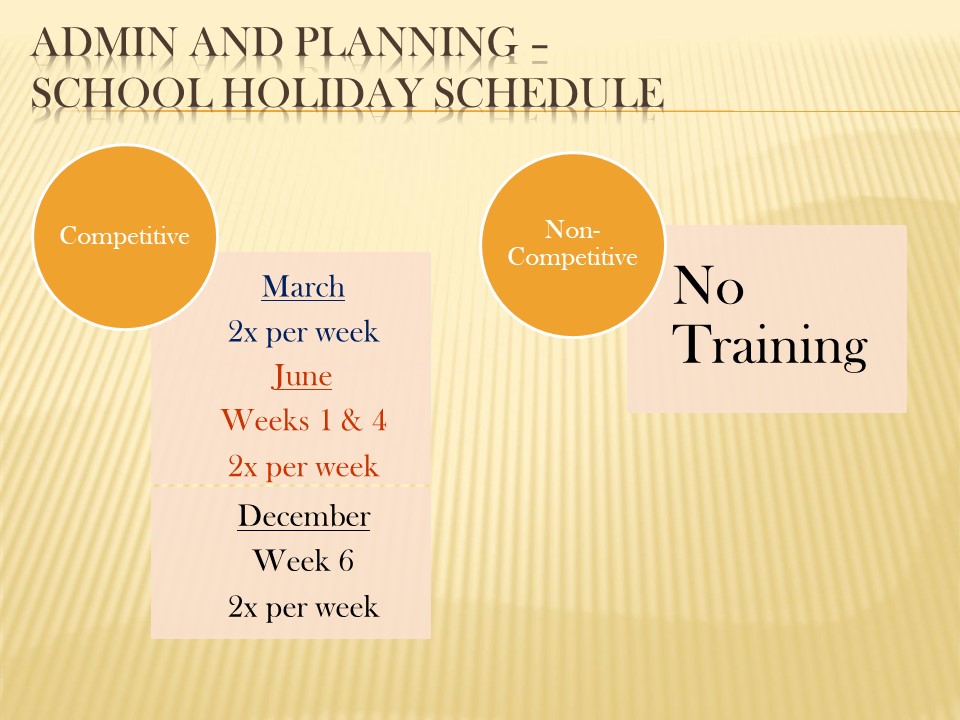 ADMIN AND PLANNING –
SCHOOL HOLIDAY SCHEDULE
Competitive
March
2x per week
June
Weeks 1 & 4
2x per week
December
Week 6
2x per week
Non-
Competitive
No
Training